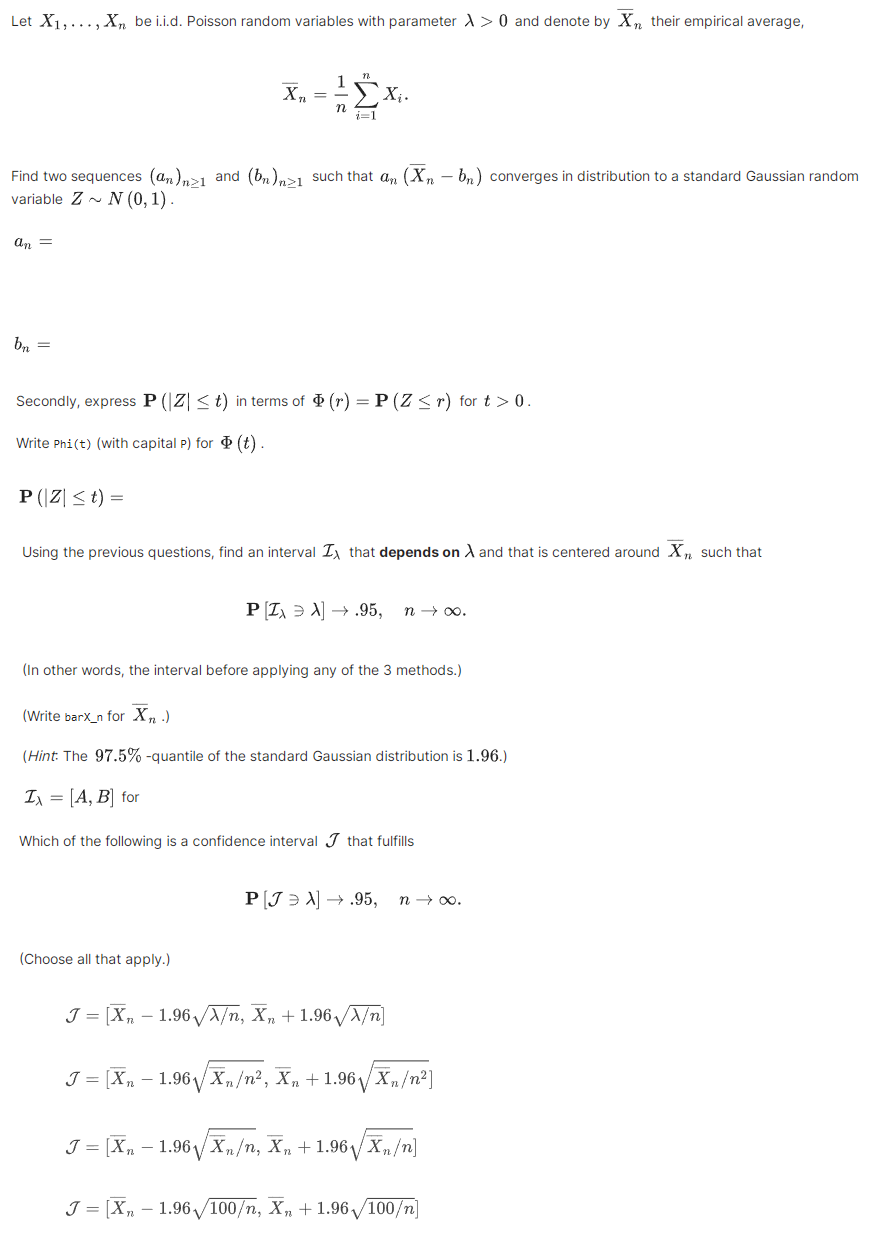 Let $X_1, \ldots, X_n$ be i.i.d. Poisson random variables with parameter $\lambda > 0$ and denote by $\overline{X}_n$ their empirical average,
$\overline{X}_n = \frac{1}{n} \sum_{i=1}^{n} X_i.$
Find two sequences $(a_n)_{n \geq 1}$ and $(b_n)_{n \geq 1}$ such that $a_n (\overline{X}_n - b_n)$ converges in distribution to a standard Gaussian random
variable $Z \sim N(0, 1)$.
$a_n =$
$b_n =$
Secondly, express $\mathbf{P}(|Z| \leq t)$ in terms of $\Phi(r) = \mathbf{P}(Z \leq r)$ for $t > 0$.
Write Phi(t) (with capital P) for $\Phi(t)$.
$\mathbf{P}(|Z| \leq t) =$
Using the previous questions, find an interval $\mathcal{I}_\lambda$ that **depends on** $\lambda$ and that is centered around $\overline{X}_n$ such that
$\mathbf{P}[\mathcal{I}_\lambda \ni \lambda] \to .95, \quad n \to \infty.$
(In other words, the interval before applying any of the 3 methods.)
(Write barX_n for $\overline{X}_n$.)
(Hint: The 97.5% -quantile of the standard Gaussian distribution is 1.96.)
$\mathcal{I}_\lambda = [A, B]$ for
Which of the following is a confidence interval $\mathcal{J}$ that fulfills
$\mathbf{P}[\mathcal{J} \ni \lambda] \to .95, \quad n \to \infty.$
(Choose all that apply.)
$\mathcal{J} = [\overline{X}_n - 1.96\sqrt{\lambda/n}, \overline{X}_n + 1.96\sqrt{\lambda/n}]$
$\mathcal{J} = [\overline{X}_n - 1.96\sqrt{\overline{X}_n/n^2}, \overline{X}_n + 1.96\sqrt{\overline{X}_n/n^2}]$
$\mathcal{J} = [\overline{X}_n - 1.96\sqrt{\overline{X}_n/n}, \overline{X}_n + 1.96\sqrt{\overline{X}_n/n}]$
$\mathcal{J} = [\overline{X}_n - 1.96\sqrt{100/n}, \overline{X}_n + 1.96\sqrt{100/n}]$